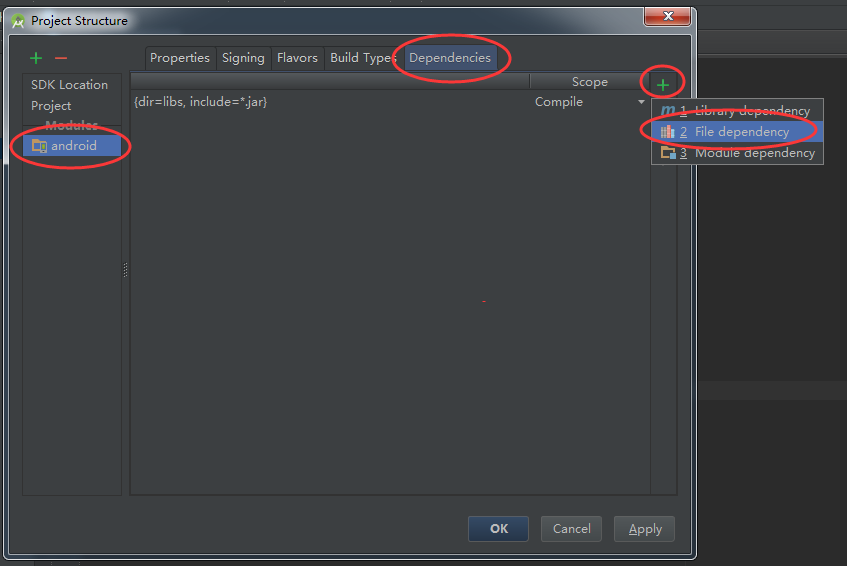 Project Structure
Properties Signing Flavors Build Types Dependencies
SDK Location
Project
Modules
android
Scope
{dir=libs, include=*.jar} Compile
m 1 Library dependency
2 File dependency
3 Module dependency
OK Cancel Apply